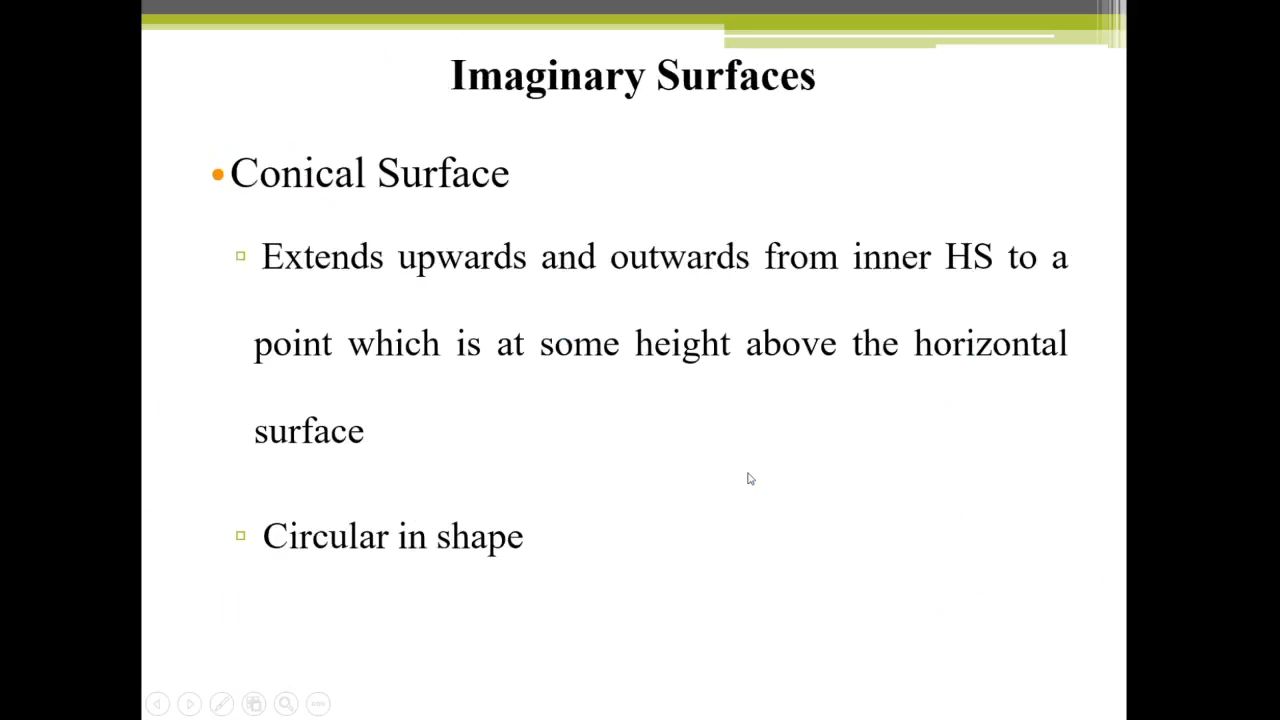 Imaginary Surfaces
Conical Surface
Extends upwards and outwards from inner HS to a
point which is at some height above the horizontal
surface
Circular in shape